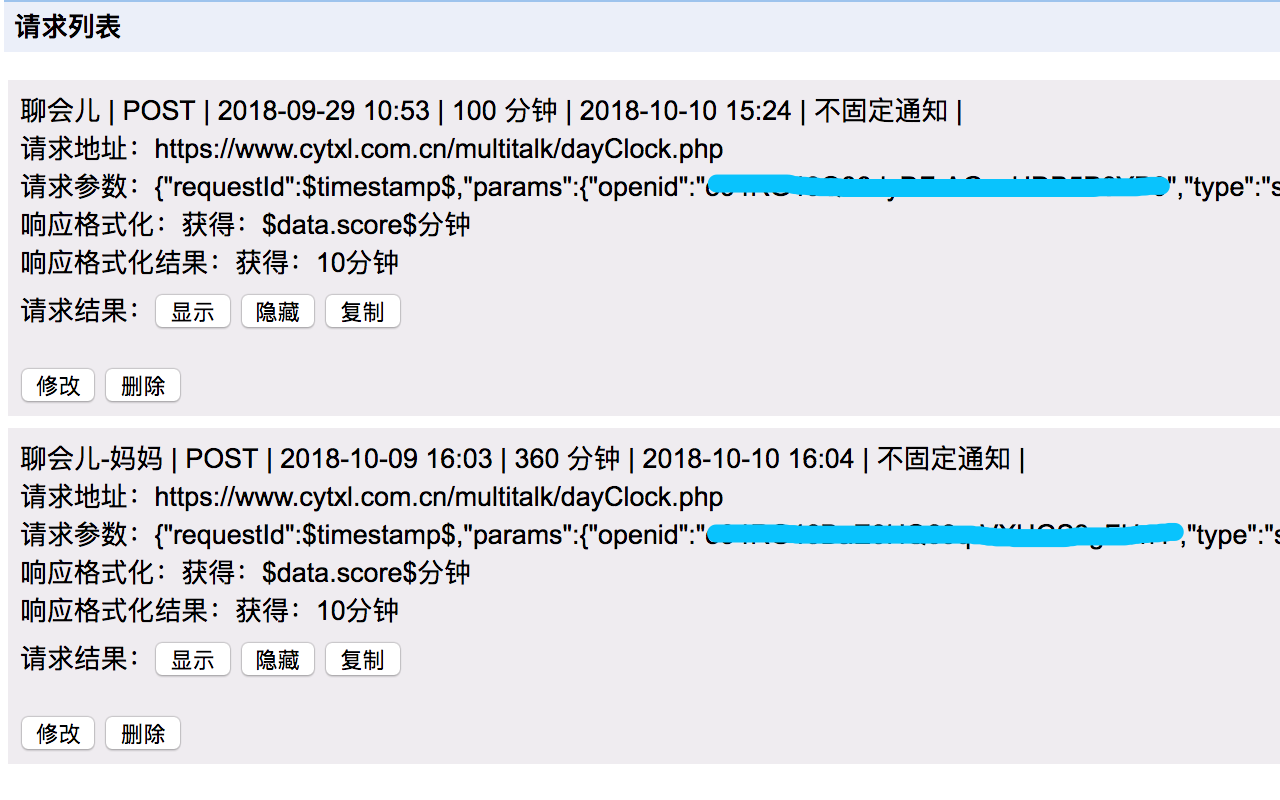 请求列表
聊会儿 | POST | 2018-09-29 10:53 | 100 分钟 | 2018-10-10 15:24 | 不固定通知 |
请求地址：https://www.cytxl.com.cn/multitalk/dayClock.php
请求参数：{"requestId":$timestamp$,"params":{"openid":" ","type":"s
响应格式化：获得：$data.score$分钟
响应格式化结果：获得：10分钟
请求结果： 显示 隐藏 复制
修改 删除
聊会儿-妈妈 | POST | 2018-10-09 16:03 | 360 分钟 | 2018-10-10 16:04 | 不固定通知 |
请求地址：https://www.cytxl.com.cn/multitalk/dayClock.php
请求参数：{"requestId":$timestamp$,"params":{"openid":" ,"type":"s
响应格式化：获得：$data.score$分钟
响应格式化结果：获得：10分钟
请求结果： 显示 隐藏 复制
修改 删除